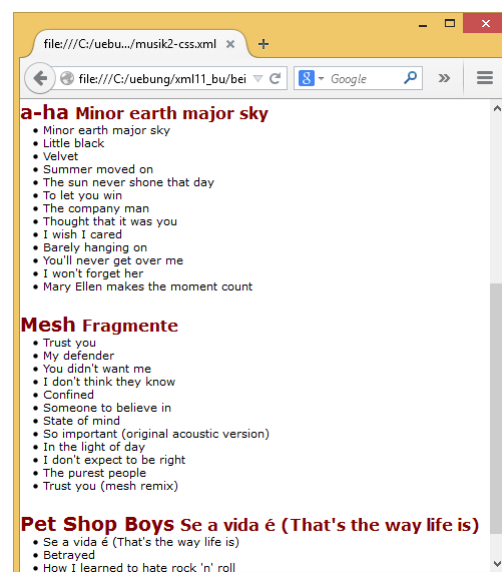 file:///C:/uebu.../musik2-css.xml
file:///C:/uebung/xml11_bu/bei
8
Google
a-ha Minor earth major sky
• Minor earth major sky
• Little black
• Velvet
• Summer moved on
• The sun never shone that day
• To let you win
• The company man
• Thought that it was you
• I wish I cared
• Barely hanging on
• You'll never get over me
• I won't forget her
• Mary Ellen makes the moment count
Mesh Fragmente
• Trust you
• My defender
• You didn't want me
• I don't think they know
• Confined
• Someone to believe in
• State of mind
• So important (original acoustic version)
• In the light of day
• I don't expect to be right
• The purest people
• Trust you (mesh remix)
Pet Shop Boys Se a vida é (That's the way life is)
• Se a vida é (That's the way life is)
• Betrayed
• How I learned to hate rock 'n' roll